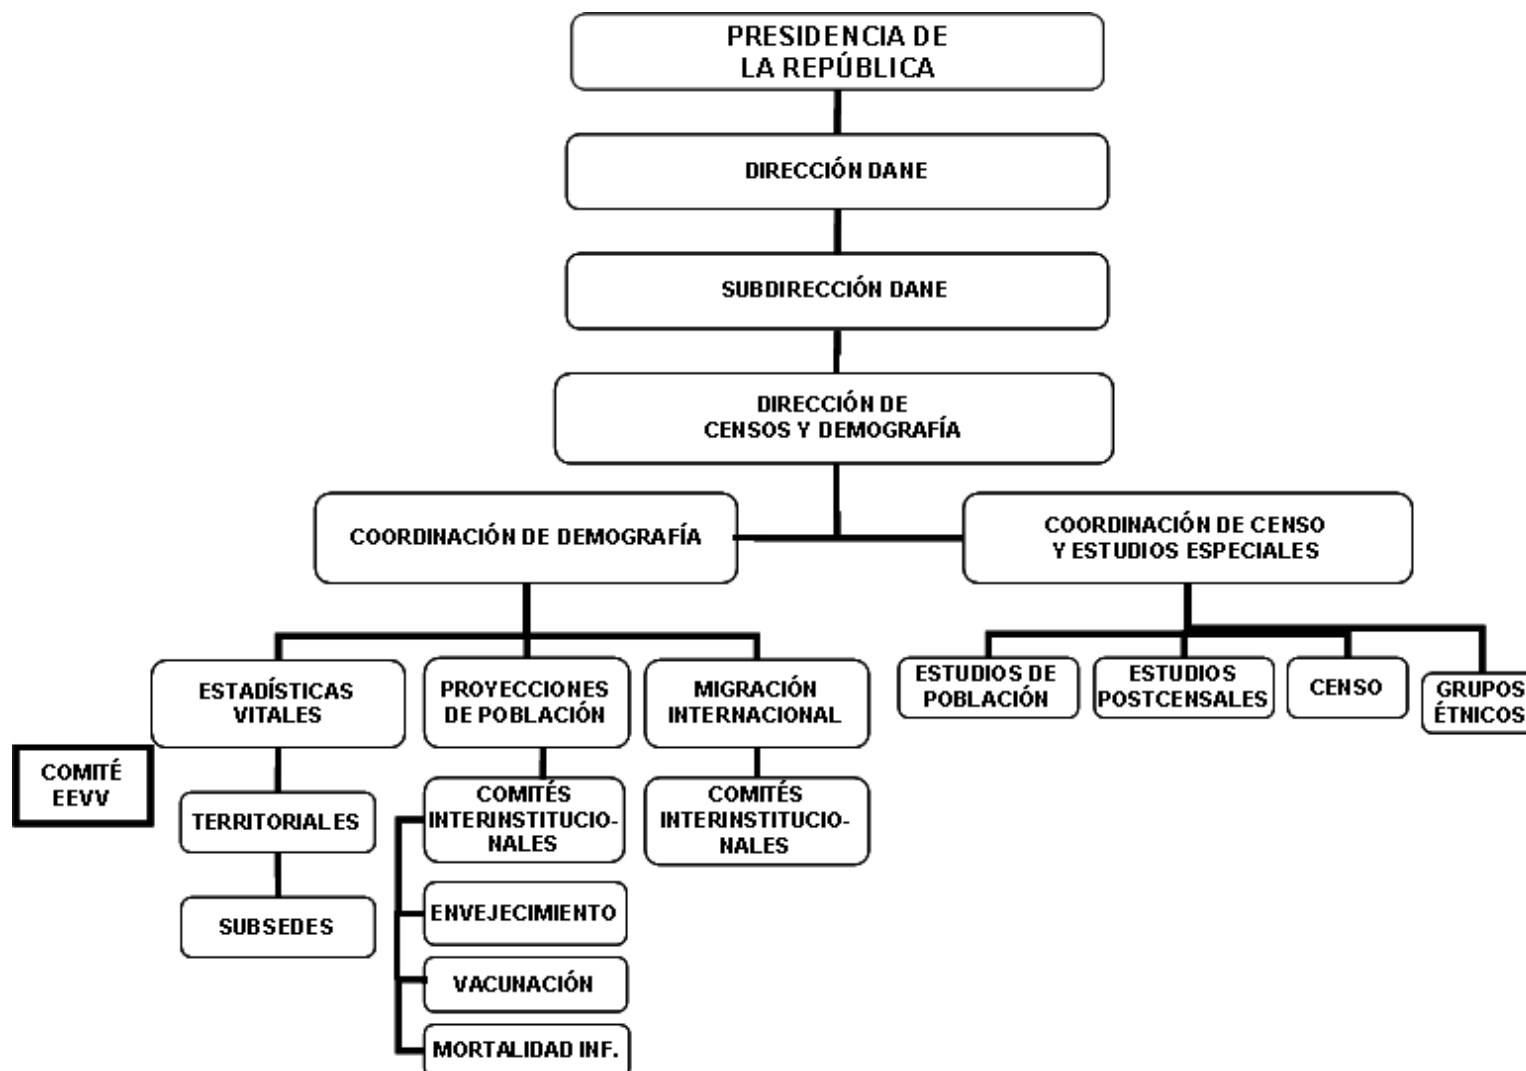 PRESIDENCIA DE
LA REPÚBLICA
DIRECCIÓN DANE
SUBDIRECCIÓN DANE
DIRECCIÓN DE
CENSOS Y DEMOGRAFÍA
COORDINACIÓN DE DEMOGRAFÍA
COORDINACIÓN DE CENSO
Y ESTUDIOS ESPECIALES
ESTADÍSTICAS
VITALES
PROYECCIONES
DE POBLACIÓN
MIGRACIÓN
INTERNACIONAL
ESTUDIOS DE
POBLACIÓN
ESTUDIOS
POSTCENSALES
CENSO
GRUPOS
ÉTNICOS
COMITÉ
EEVV
TERRITORIALES
SUBSEDES
COMITÉS
INTERINSTITUCIO-
NALES
COMITÉS
INTERINSTITUCIO-
NALES
ENVEJECIMIENTO
VACUNACIÓN
MORTALIDAD INF.